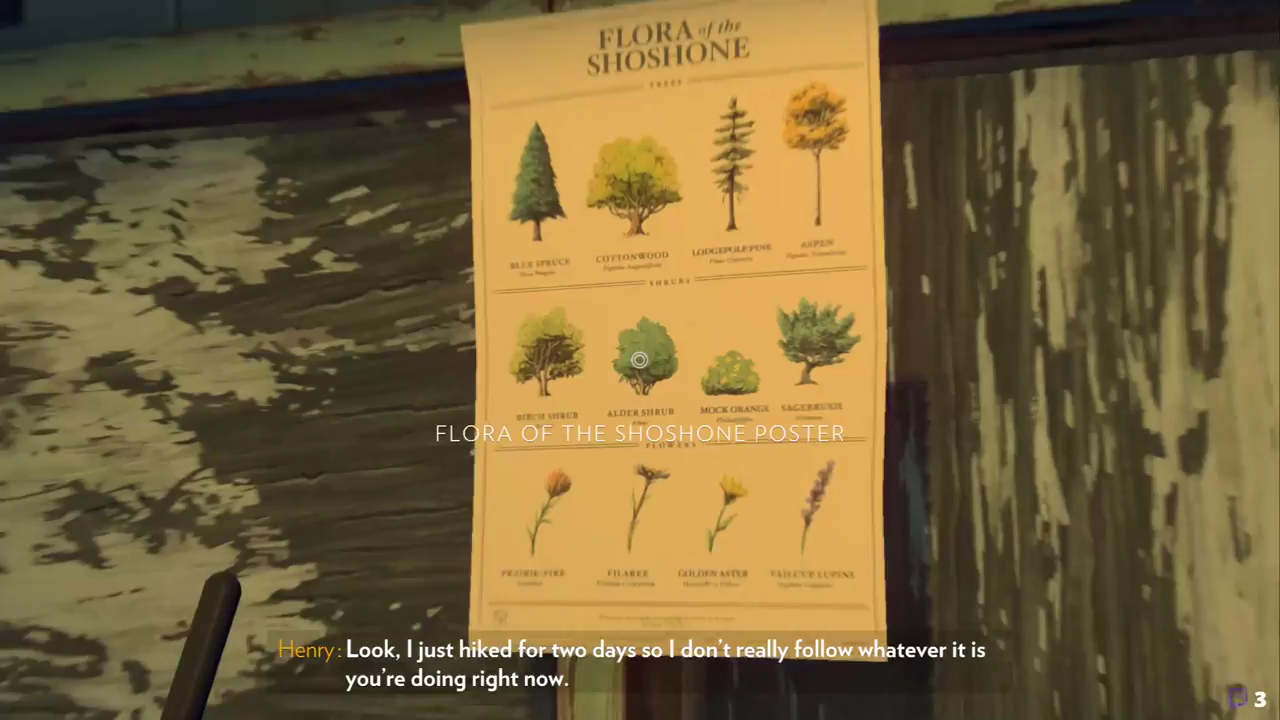 FLORA of the
SHOSHONE
TREES
BLUE SPRUCE
COTTONWOOD
LODGEPOLE PINE
ASPEN
SHRUBS
BIRCH SHRUB
ALDER SHRUB
MOCK ORANGE
SAGEBRUSH
FLORA OF THE SHOSHONE POSTER
FLOWERS
PRAIRIE FIRE
FILAREE
GOLDEN ASTER
TAILCUP LUPINE
Henry: Look, I just hiked for two days so I don't really follow whatever it is
you're doing right now.
3